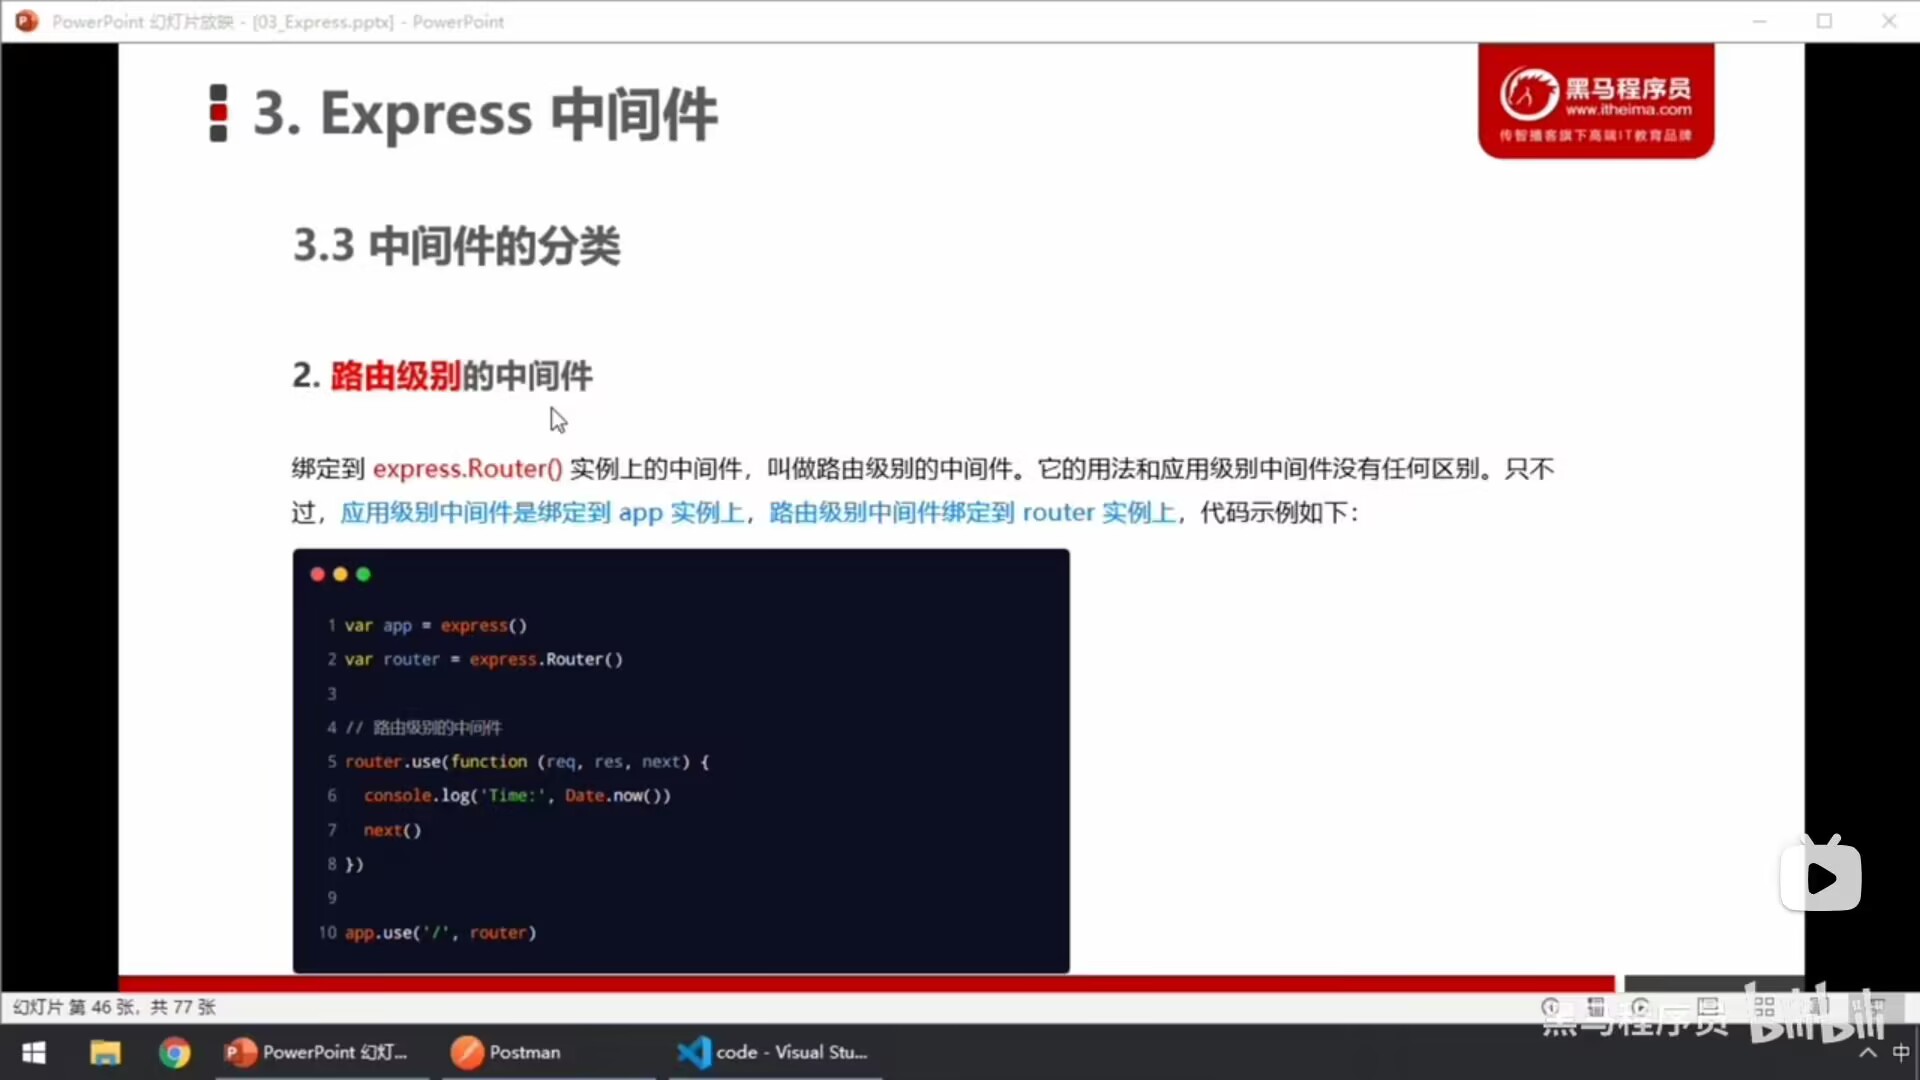 PowerPoint 幻灯片放映 - [03_Express.pptx] - PowerPoint
3. Express 中间件
黑马程序员
www.itheima.com
传智播客旗下高端IT教育品牌
3.3 中间件的分类
2. 路由级别的中间件
绑定到 express.Router() 实例上的中间件，叫做路由级别的中间件。它的用法和应用级别中间件没有任何区别。只不
过，应用级别中间件是绑定到 app 实例上，路由级别中间件绑定到 router 实例上，代码示例如下：
1 var app = express()
2 var router = express.Router()
3
4 // 路由级别的中间件
5 router.use(function (req, res, next) {
6   console.log('Time:', Date.now())
7   next()
8 })
9
10 app.use('/', router)
幻灯片 第 46 张，共 77 张
黑马程序员 bilibili
PowerPoint 幻灯... Postman code - Visual Stu... 中